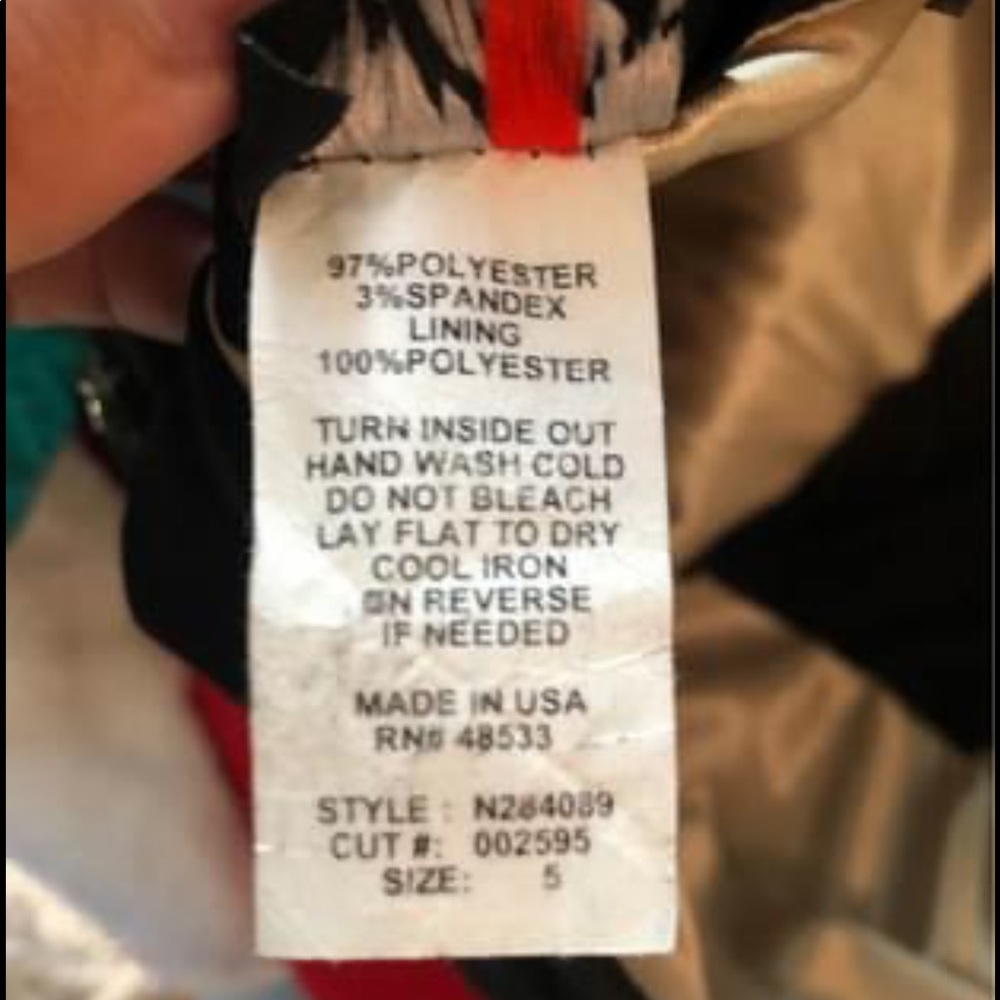 97%POLYESTER
3%SPANDEX
LINING
100%POLYESTER
TURN INSIDE OUT
HAND WASH COLD
DO NOT BLEACH
LAY FLAT TO DRY
COOL IRON
ON REVERSE
IF NEEDED
MADE IN USA
RN# 48533
STYLE : N284089
CUT #: 002595
SIZE: 5